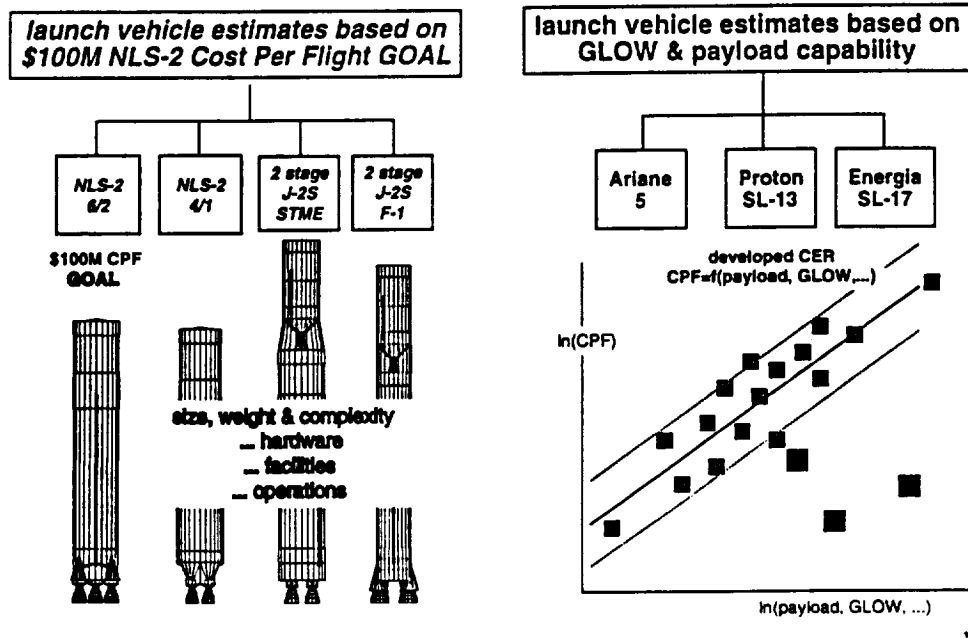 launch vehicle estimates based on
$100M NLS-2 Cost Per Flight GOAL
NLS-2
6/2
NLS-2
4/1
2 stage
J-2S
STME
2 stage
J-2S
F-1
$100M CPF
GOAL
size, weight & complexity
... hardware
... facilities
... operations
launch vehicle estimates based on
GLOW & payload capability
Ariane
5
Proton
SL-13
Energia
SL-17
developed CER
CPF=f(payload, GLOW,...)
ln(CPF)
ln(payload, GLOW, ...)